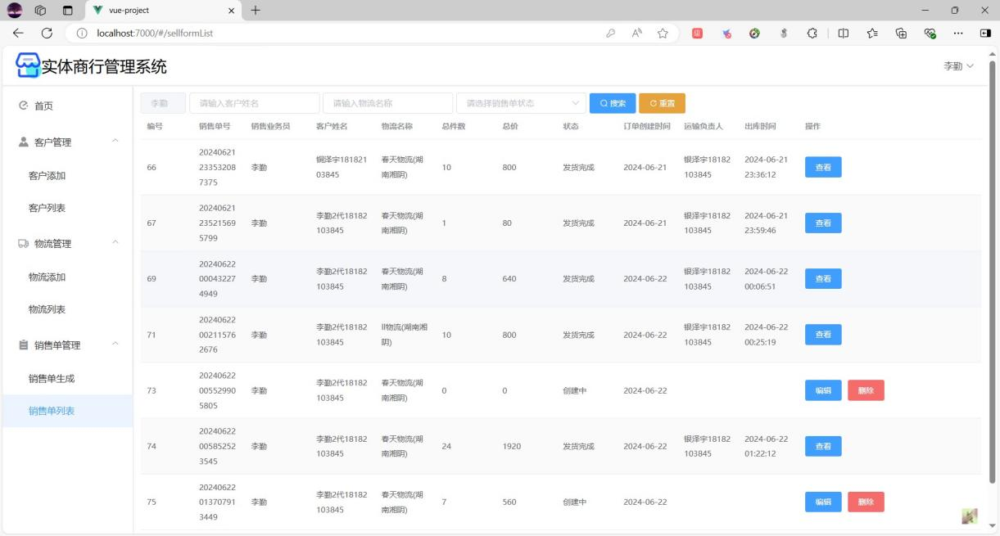 vue-project
localhost:7000/#/sellformList
实体商行管理系统
李勤
首页
客户管理
客户添加
客户列表
物流管理
物流添加
物流列表
销售单管理
销售单生成
销售单列表
李勤 请输入客户姓名 请输入物流名称 请选择销售单状态 搜索 重置
编号 销售单号 销售业务员 客户姓名 物流名称 总件数 总价 状态 订单创建时间 运输负责人 出库时间 操作
66 20240621233532087375 李勤 铜泽宇18182103845 春天物流(湖南湘阴) 10 800 发货完成 2024-06-21 银泽宇18182103845 2024-06-21 23:36:12 查看
67 20240621235215695799 李勤 李勤2代18182103845 春天物流(湖南湘阴) 1 80 发货完成 2024-06-21 银泽宇18182103845 2024-06-21 23:59:46 查看
69 20240622000432274949 李勤 李勤2代18182103845 春天物流(湖南湘阴) 8 640 发货完成 2024-06-22 银泽宇18182103845 2024-06-22 00:06:51 查看
71 20240622002115762676 李勤 李勤2代18182103845 ll物流(湖南湘阴) 10 800 发货完成 2024-06-22 银泽宇18182103845 2024-06-22 00:25:19 查看
73 20240622005529905805 李勤 李勤2代18182103845 春天物流(湖南湘阴) 0 0 创建中 2024-06-22 编辑 删除
74 20240622005852523545 李勤 李勤2代18182103845 春天物流(湖南湘阴) 24 1920 发货完成 2024-06-22 银泽宇18182103845 2024-06-22 01:22:12 查看
75 20240622013707913449 李勤 李勤2代18182103845 春天物流(湖南湘阴) 7 560 创建中 2024-06-22 编辑 删除